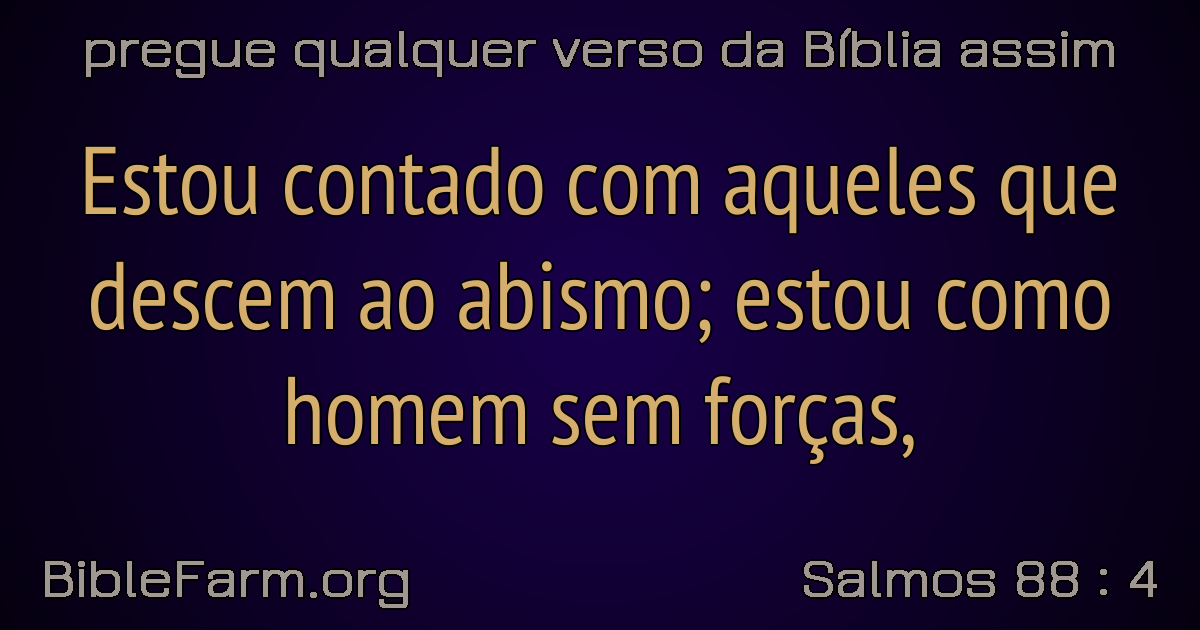 pregue qualquer verso da Bíblia assim
Estou contado com aqueles que
descem ao abismo; estou como
homem sem forças,
BibleFarm.org
Salmos 88 : 4